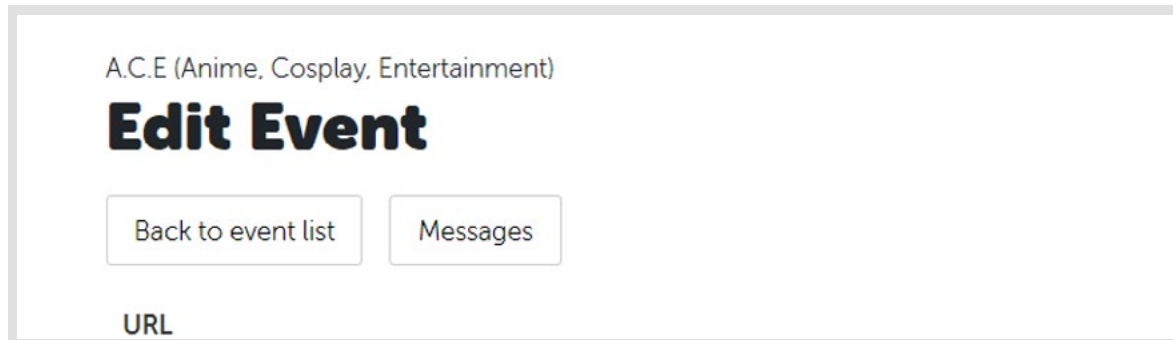 A.C.E (Anime, Cosplay, Entertainment)
Edit Event
Back to event list
Messages
URL